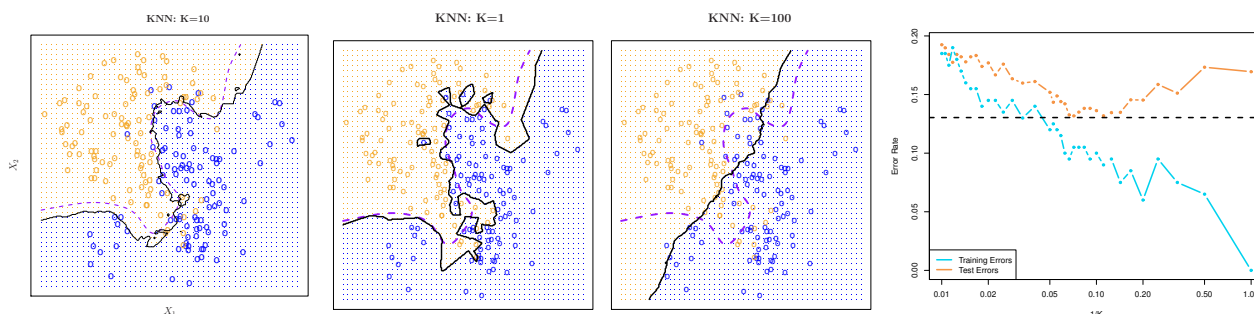 KNN: K=10
X₂
X₁
KNN: K=1
KNN: K=100
Error Rate
0.20
0.15
0.10
0.05
0.00
Training Errors
Test Errors
0.01 0.02 0.05 0.10 0.20 0.50 1.0
1/K